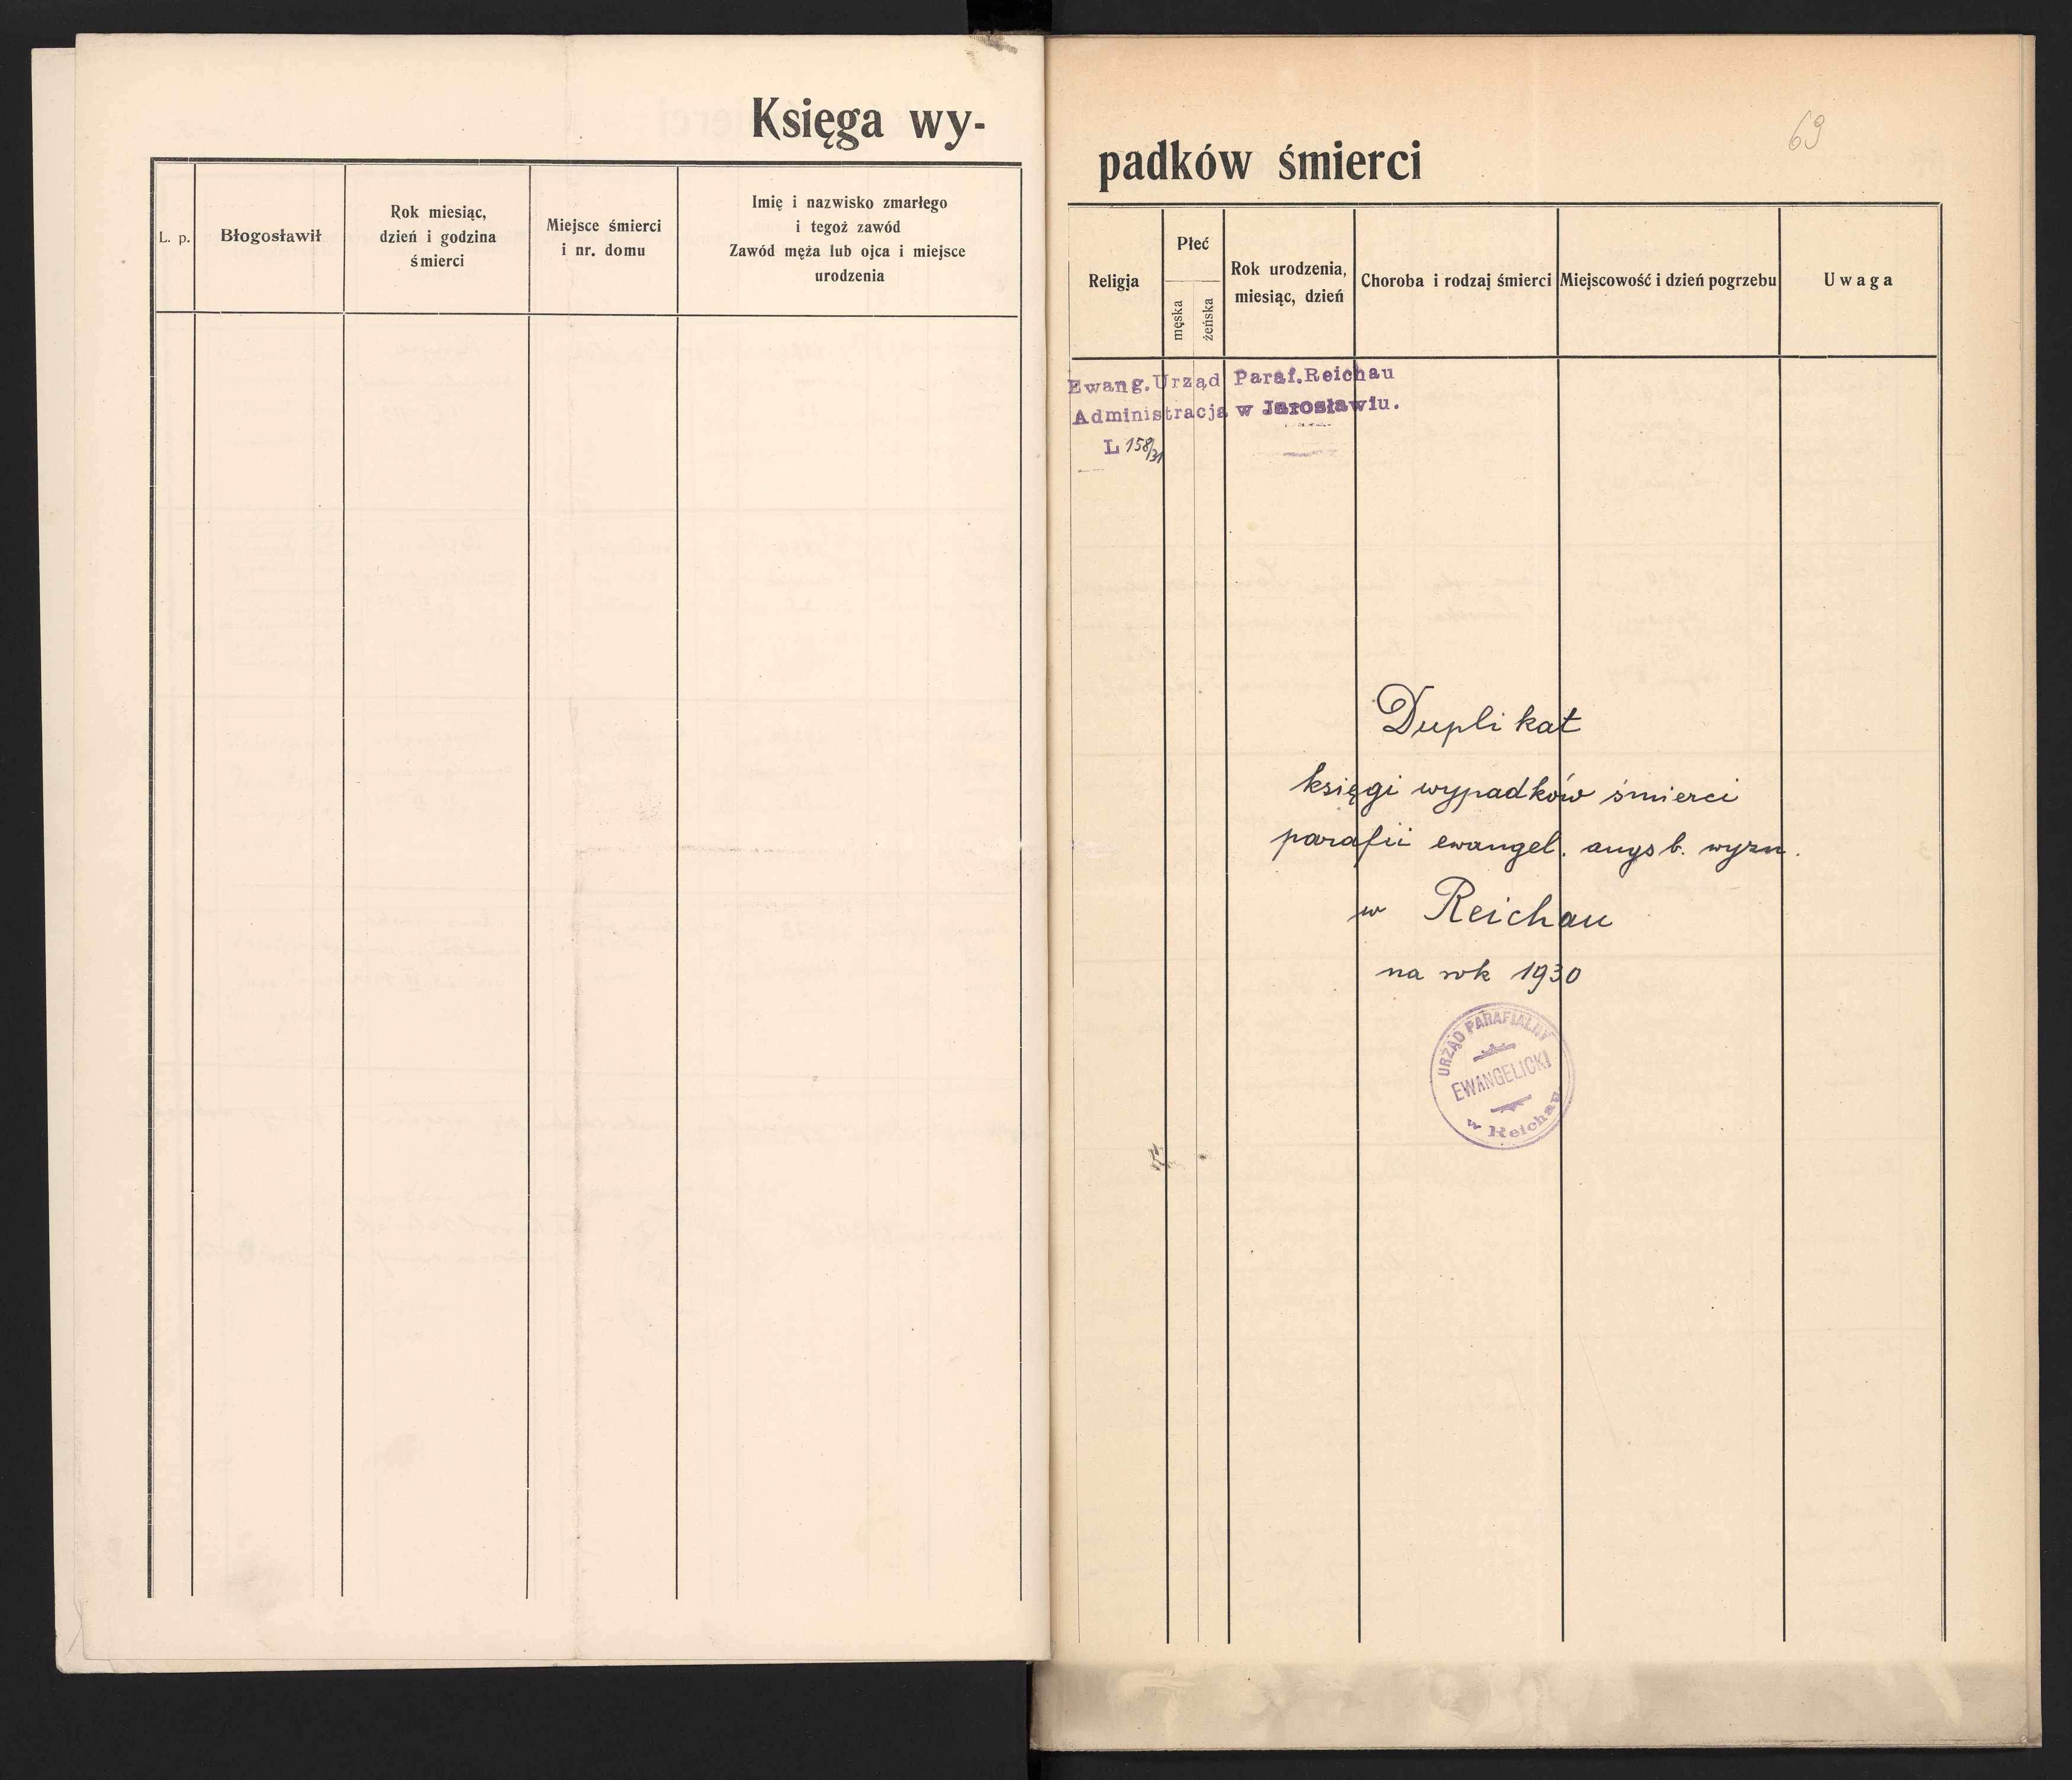 Księga wy-
L. p.
Błogosławił
Rok miesiąc,
dzień i godzina
śmierci
Miejsce śmierci
i nr. domu
Imię i nazwisko zmarłego
i tegoż zawód
Zawód męża lub ojca i miejsce
urodzenia
69
padków śmierci
Religja
Płeć
męska
żeńska
Rok urodzenia,
miesiąc, dzień
Choroba i rodzaj śmierci
Miejscowość i dzień pogrzebu
Uwaga
Ewang.Urząd Paraf.Reichau
Administracja w Jarosławiu.
L 158/31
Duplikat
księgi wypadków śmierci
parafii ewangel. augsb. wyzn.
w Reichau
na rok 1930
URZĄD PARAFIALNY
EWANGELICKI
w Reichau